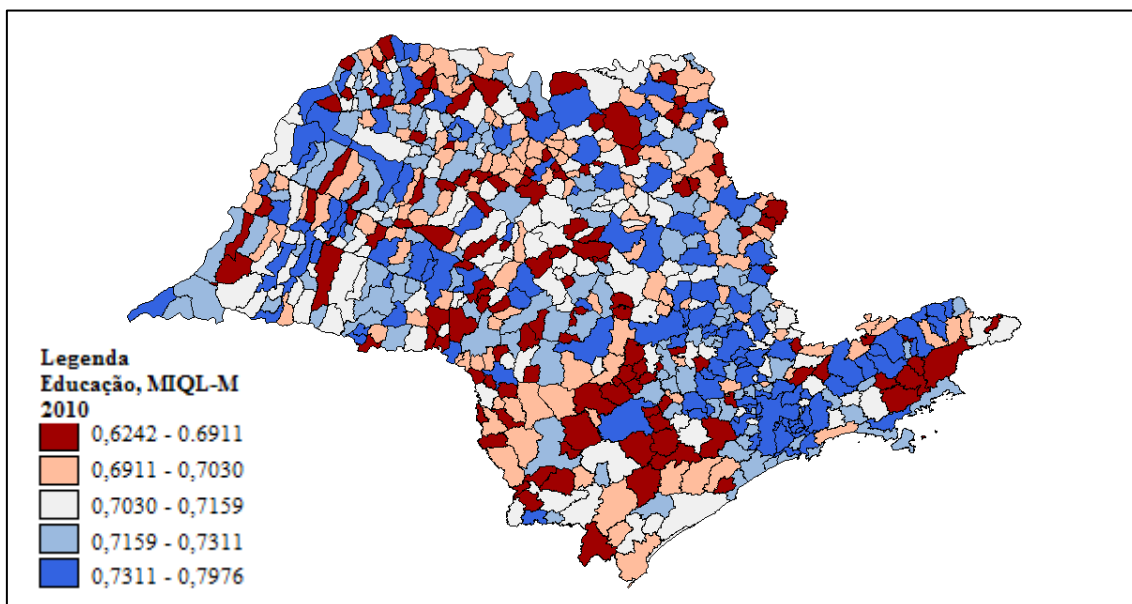 Legenda
Educação, MIQL-M
2010
0,6242 - 0.6911
0,6911 - 0,7030
0,7030 - 0,7159
0,7159 - 0,7311
0,7311 - 0,7976